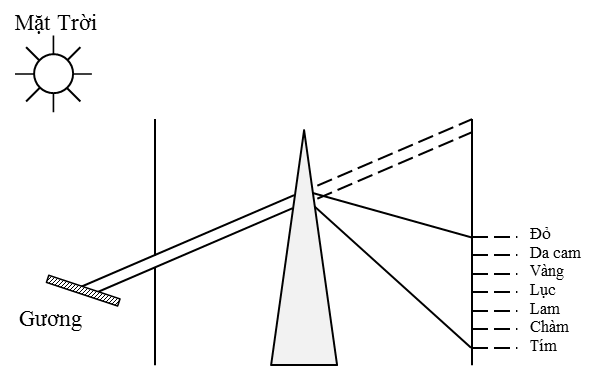 Mặt Trời
Đỏ
Da cam
Vàng
Lục
Lam
Chàm
Tím
Gương